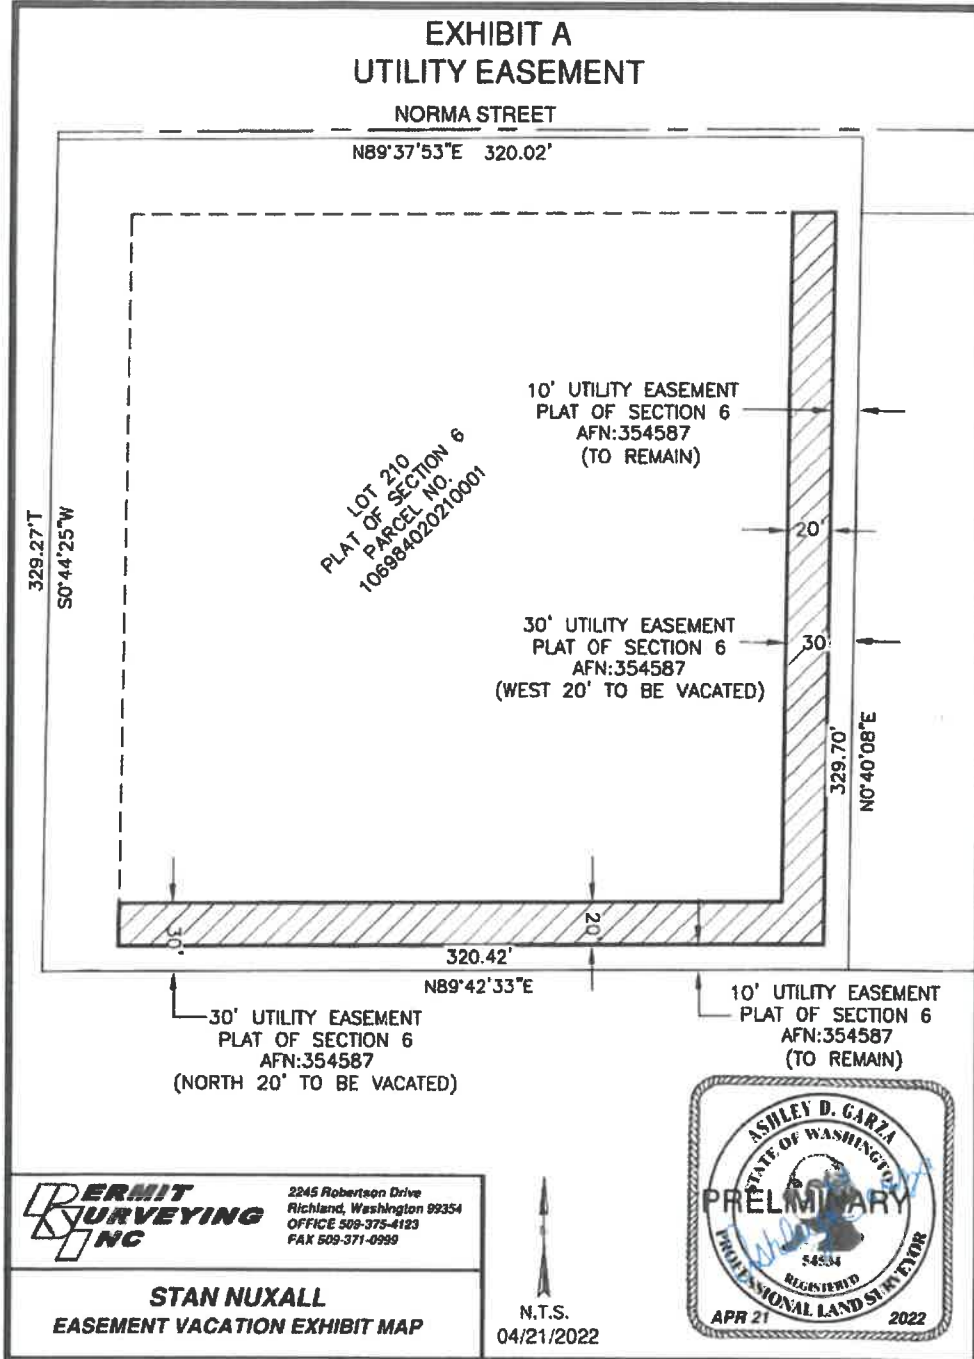 EXHIBIT A
UTILITY EASEMENT
NORMA STREET
N89°37'53"E 320.02'
10' UTILITY EASEMENT
PLAT OF SECTION 6
AFN:354587
(TO REMAIN)
LOT 210
PLAT OF SECTION 6
PARCEL NO.
106984020210001
329.27'T
S0°44'25"W
20'
30' UTILITY EASEMENT
PLAT OF SECTION 6
AFN:354587
(WEST 20' TO BE VACATED)
30'
329.70'
N0°40'08"E
30'
20'
320.42'
N89°42'33"E
30' UTILITY EASEMENT
PLAT OF SECTION 6
AFN:354587
(NORTH 20' TO BE VACATED)
10' UTILITY EASEMENT
PLAT OF SECTION 6
AFN:354587
(TO REMAIN)
PERMIT
SURVEYING
INC
2245 Robertson Drive
Richland, Washington 99354
OFFICE 509-375-4123
FAX 509-371-0999
STAN NUXALL
EASEMENT VACATION EXHIBIT MAP
N.T.S.
04/21/2022
ASHLEY D. GARZA
STATE OF WASHINGTON
PRELIMINARY
REGISTERED
PROFESSIONAL LAND SURVEYOR
APR 21 2022